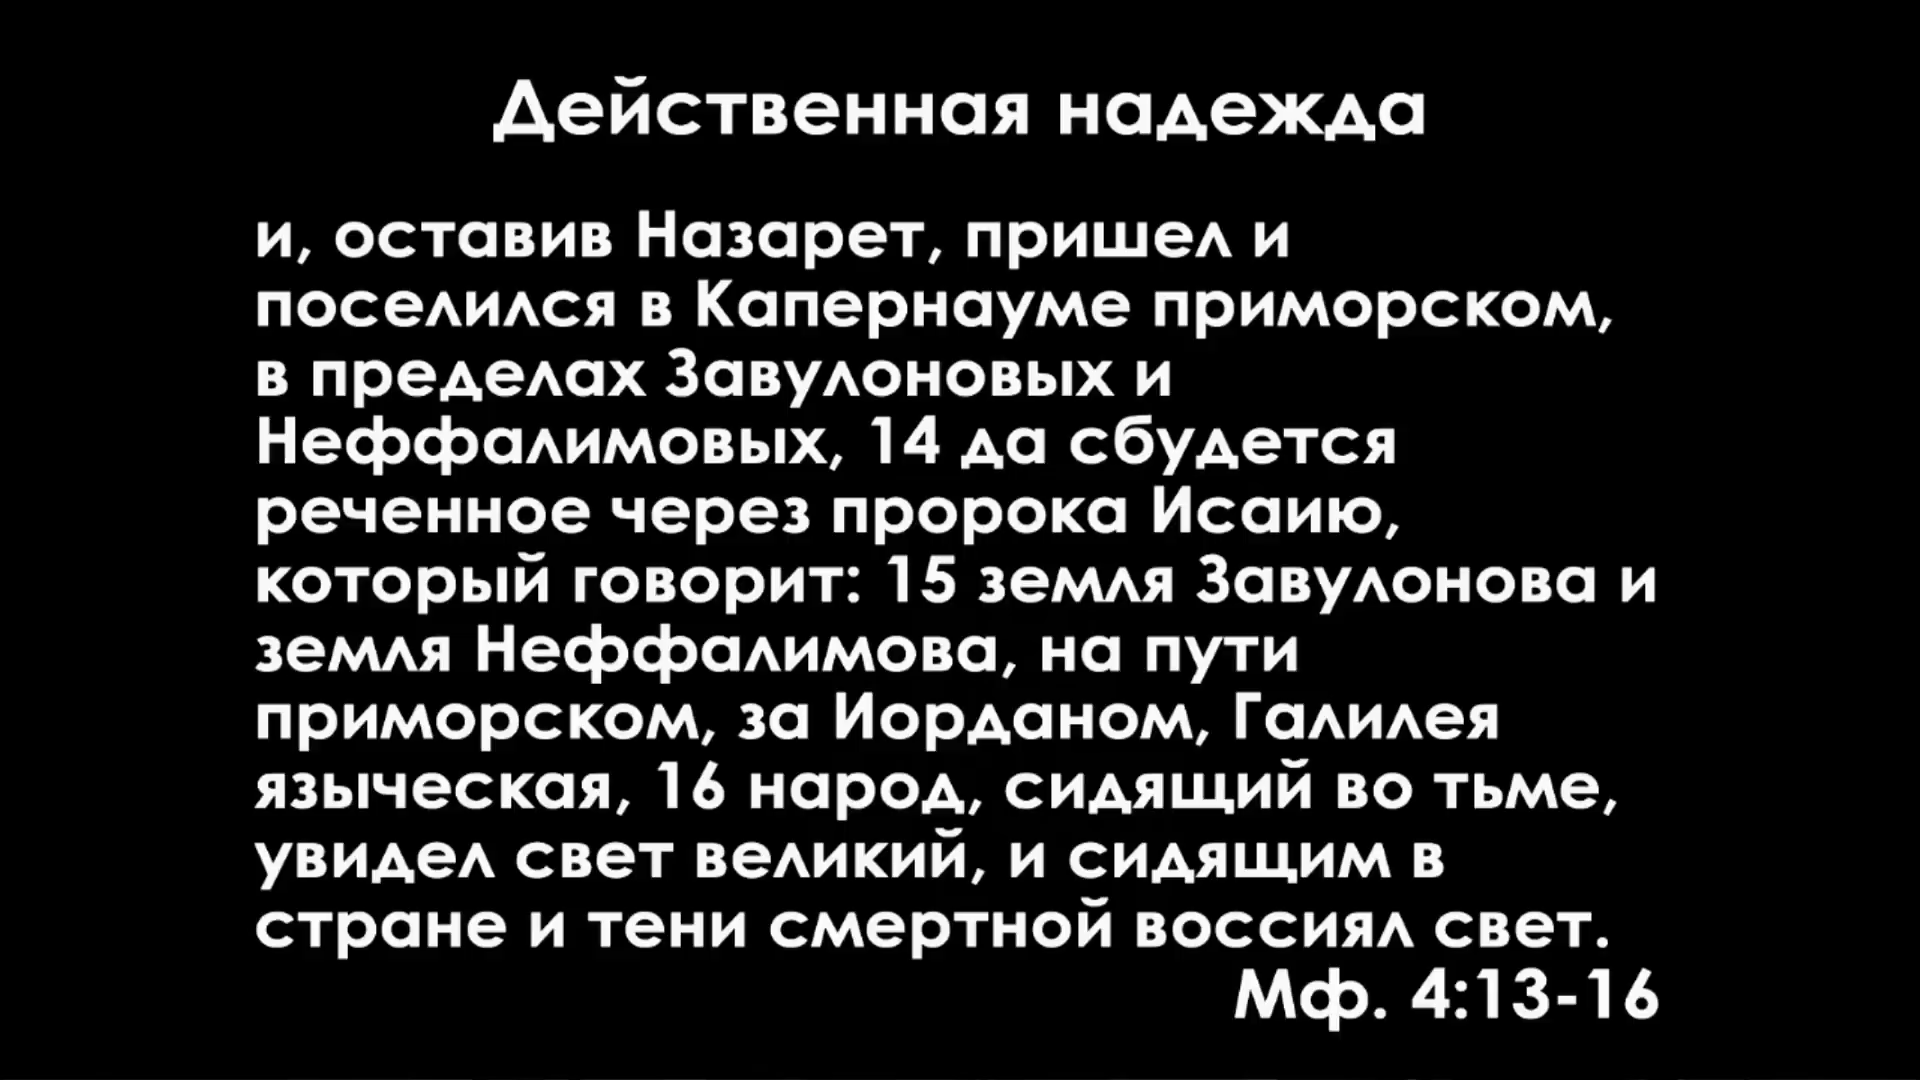 Действенная надежда
и, оставив Назарет, пришел и
поселился в Капернауме приморском,
в пределах Завулоновых и
Неффалимовых, 14 да сбудется
реченное через пророка Исаию,
который говорит: 15 земля Завулонова и
земля Неффалимова, на пути
приморском, за Иорданом, Галилея
языческая, 16 народ, сидящий во тьме,
увидел свет великий, и сидящим в
стране и тени смертной воссиял свет.
Мф. 4:13-16